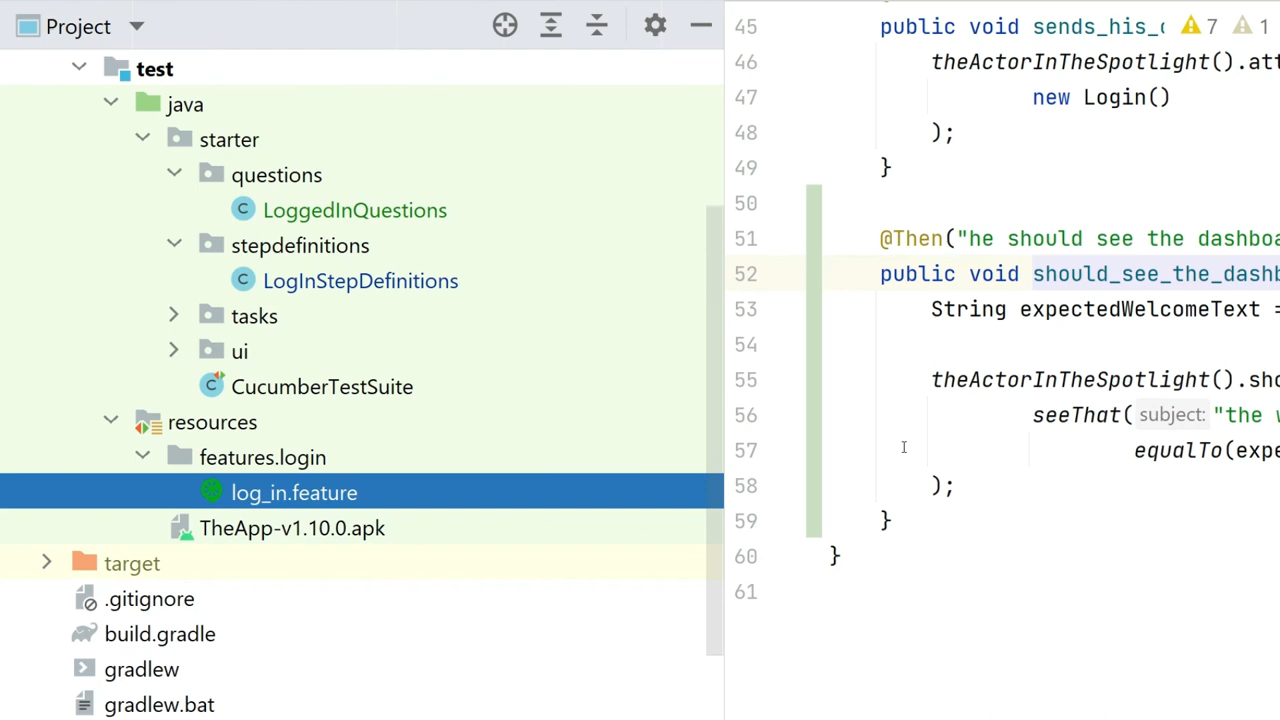 Project
test
java
starter
questions
C LoggedInQuestions
stepdefinitions
C LogInStepDefinitions
tasks
ui
C CucumberTestSuite
resources
features.login
log_in.feature
TheApp-v1.10.0.apk
target
.gitignore
build.gradle
gradlew
gradlew.bat
45 public void sends_his_ 7 1
46 theActorInTheSpotlight().att
47 new Login()
48 );
49 }
50
51 @Then("he should see the dashboa
52 public void should_see_the_dashb
53 String expectedWelcomeText =
54
55 theActorInTheSpotlight().sho
56 seeThat( subject: "the w
57 equalTo(expe
58 );
59 }
60 }
61